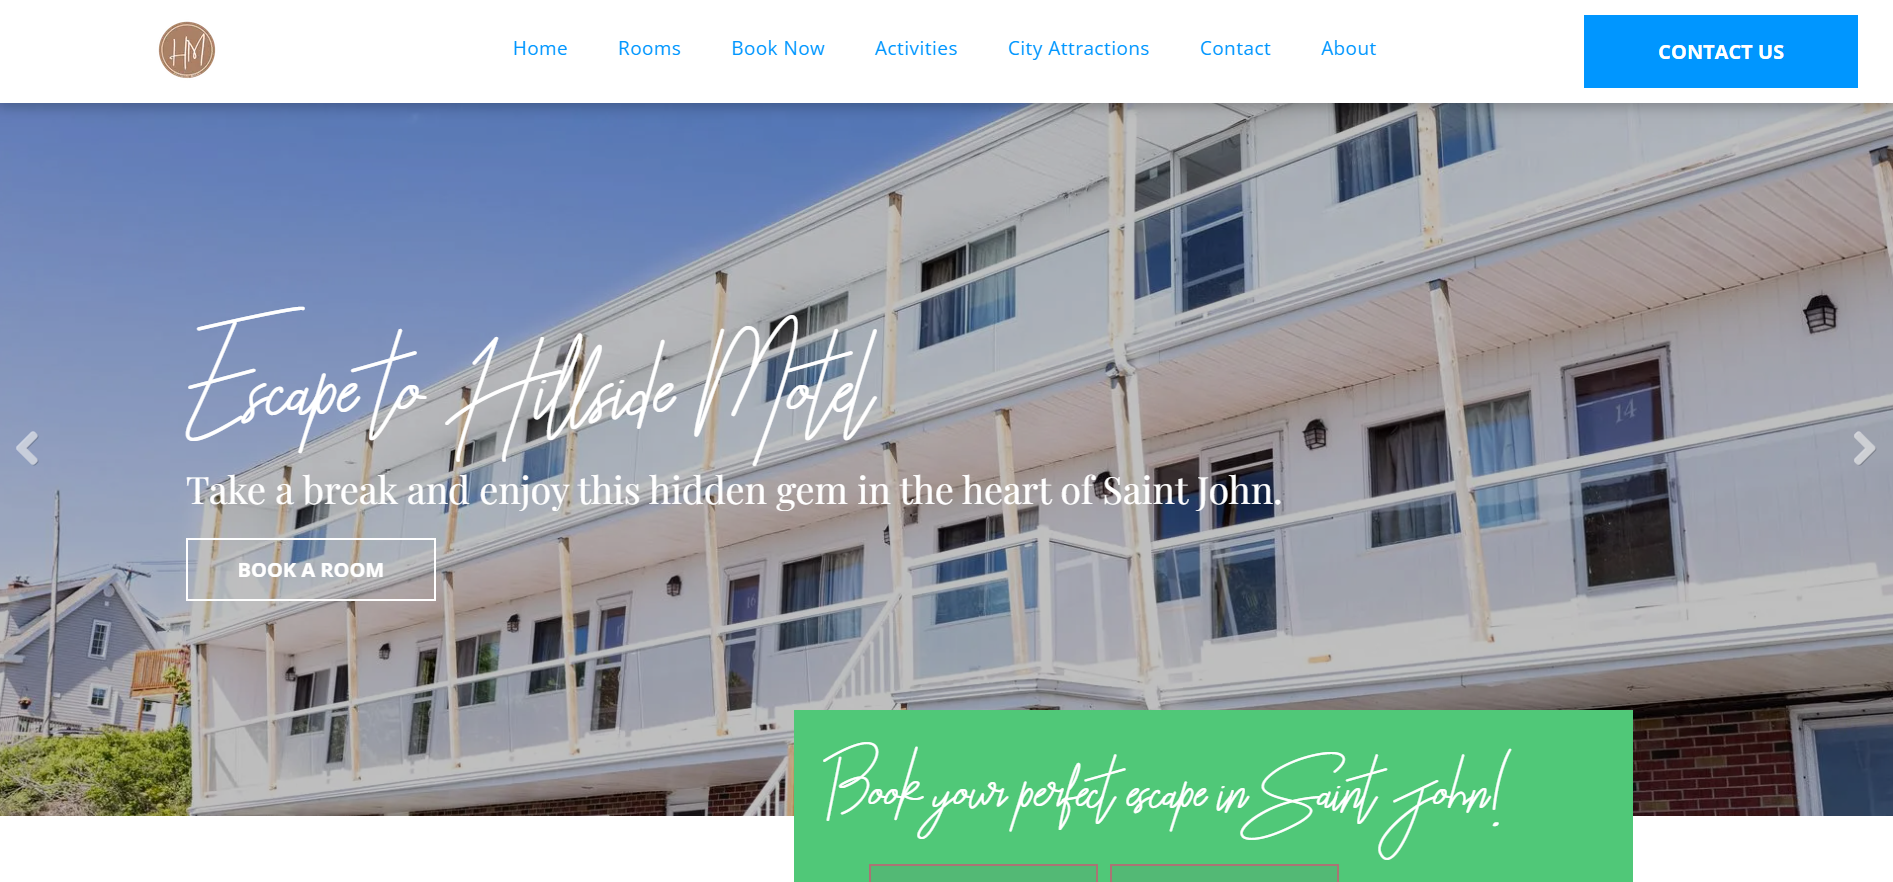 HM
Home Rooms Book Now Activities City Attractions Contact About
CONTACT US
Escape to Hillside Motel
Take a break and enjoy this hidden gem in the heart of Saint John.
BOOK A ROOM
14
16
Book your perfect escape in Saint John!